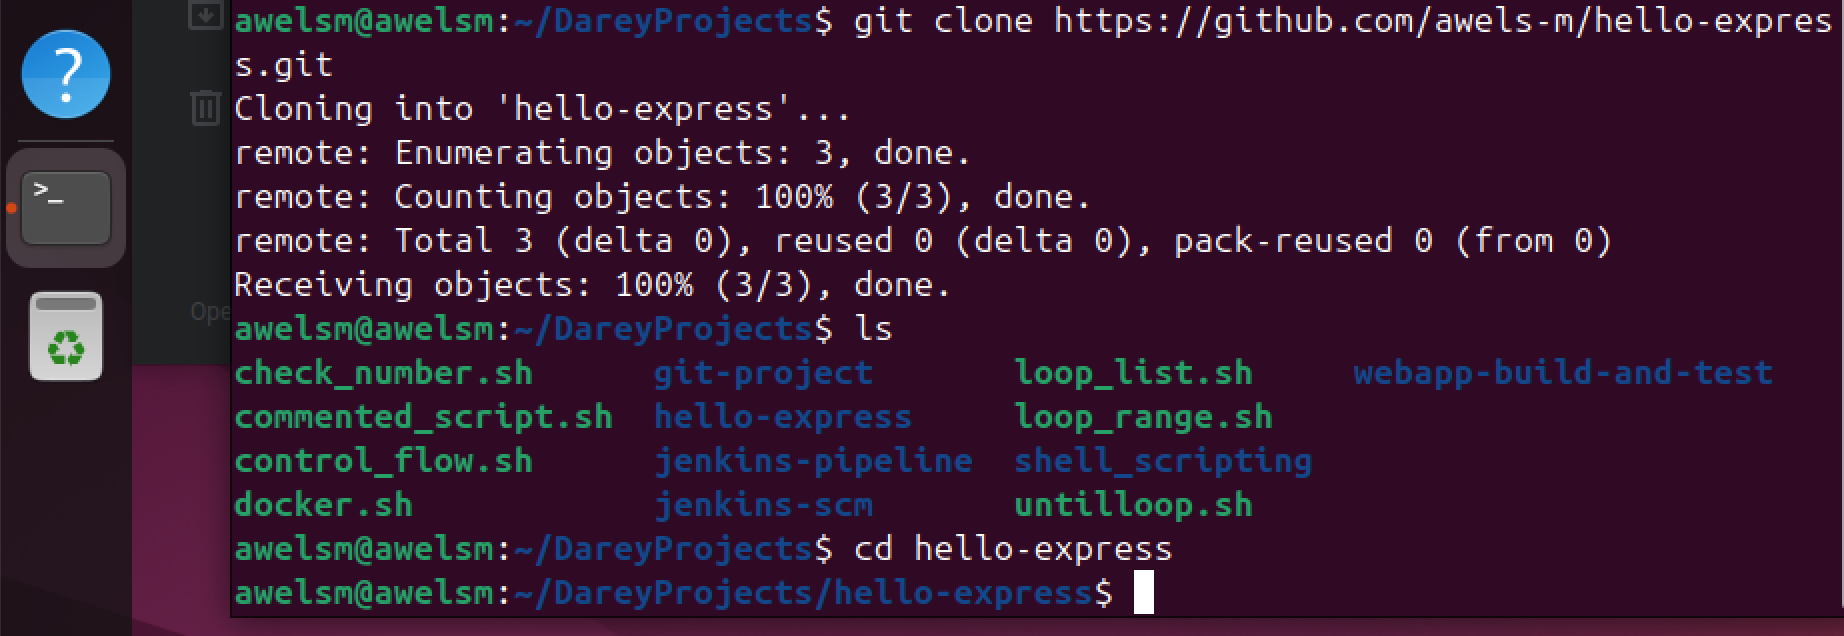 awelsm@awelsm:~/DareyProjects$ git clone https://github.com/awels-m/hello-expres
s.git
Cloning into 'hello-express'...
remote: Enumerating objects: 3, done.
remote: Counting objects: 100% (3/3), done.
remote: Total 3 (delta 0), reused 0 (delta 0), pack-reused 0 (from 0)
Receiving objects: 100% (3/3), done.
Ope
awelsm@awelsm:~/DareyProjects$ ls
check_number.sh git-project loop_list.sh webapp-build-and-test
commented_script.sh hello-express loop_range.sh
control_flow.sh jenkins-pipeline shell_scripting
docker.sh jenkins-scm untilloop.sh
awelsm@awelsm:~/DareyProjects$ cd hello-express
awelsm@awelsm:~/DareyProjects/hello-express$